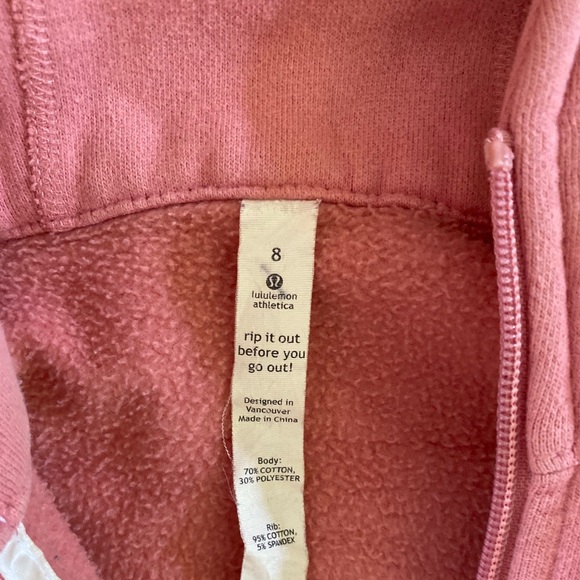 8
lululemon
athletica
rip it out
before you
go out!
Designed in
Vancouver
Made in China
Body:
70% COTTON,
30% POLYESTER
Rib:
95% COTTON,
5% SPANDEX